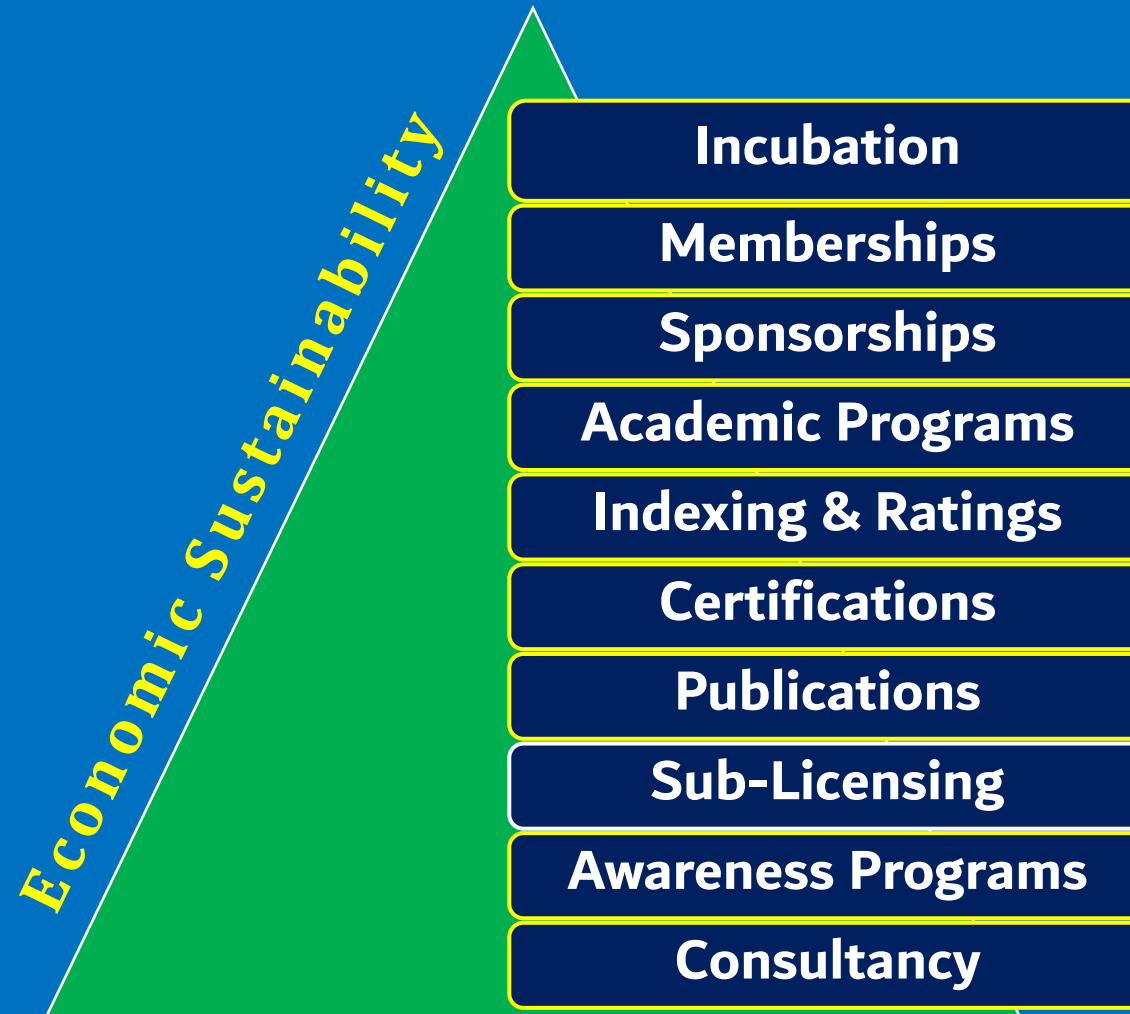 Economic Sustainability
Incubation
Memberships
Sponsorships
Academic Programs
Indexing & Ratings
Certifications
Publications
Sub-Licensing
Awareness Programs
Consultancy